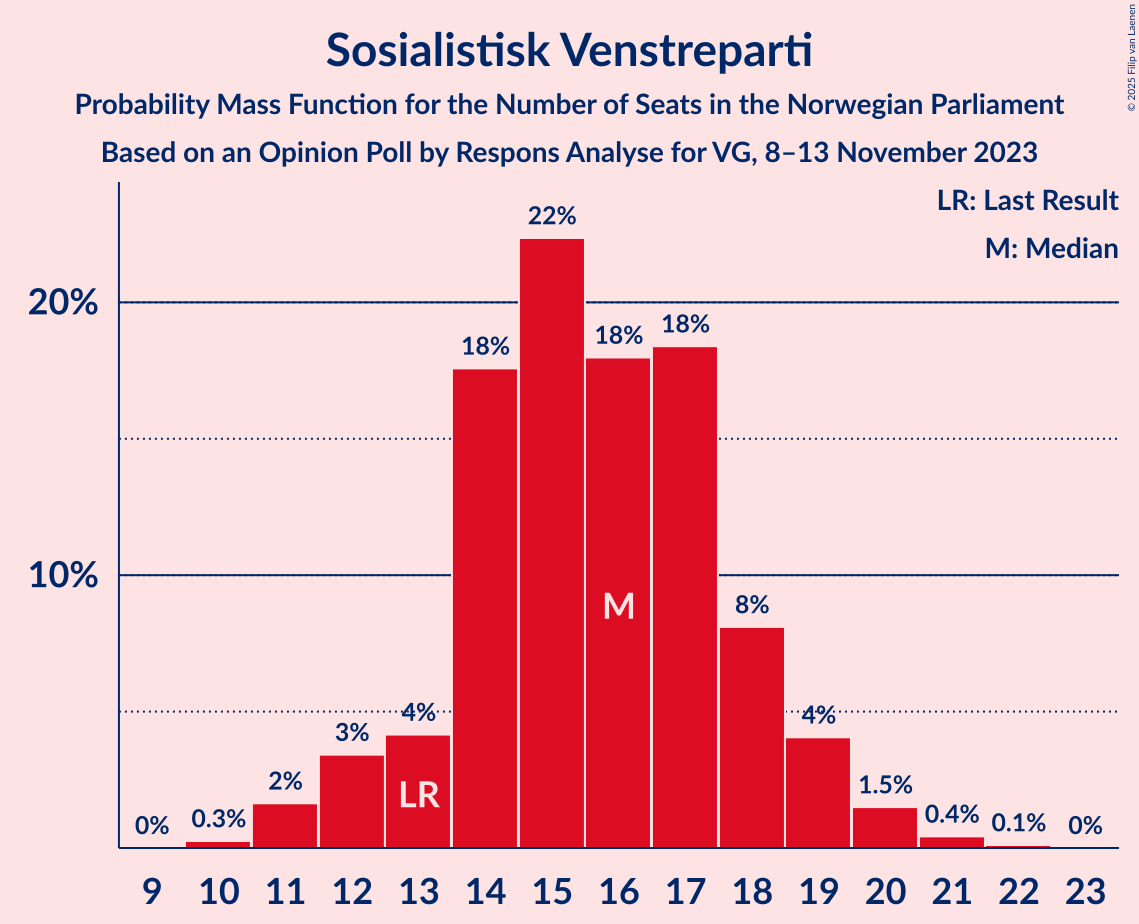 Sosialistisk Venstreparti
Probability Mass Function for the Number of Seats in the Norwegian Parliament
Based on an Opinion Poll by Respons Analyse for VG, 8–13 November 2023
© 2025 Filip van Laenen
LR: Last Result
M: Median
20%
10%
0%
0.3%
2%
3%
4%
18%
22%
18%
18%
8%
4%
1.5%
0.4%
0.1%
0%
LR
M
9 10 11 12 13 14 15 16 17 18 19 20 21 22 23